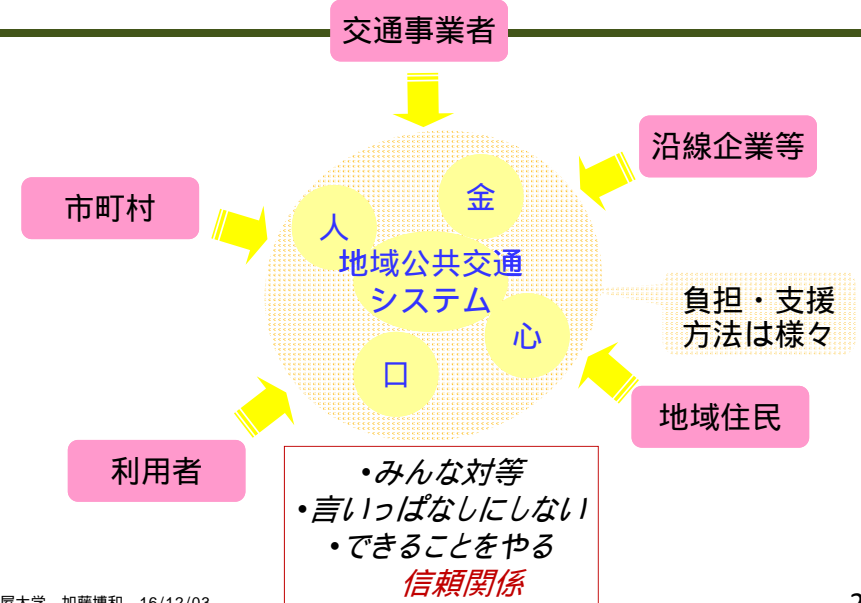 交通事業者
沿線企業等
市町村
金
人
地域公共交通
システム
負担・支援
方法は様々
心
口
地域住民
利用者
•みんな対等
•言いっぱなしにしない
•できることをやる
信頼関係
屋大学 加藤博和 16/12/03
2